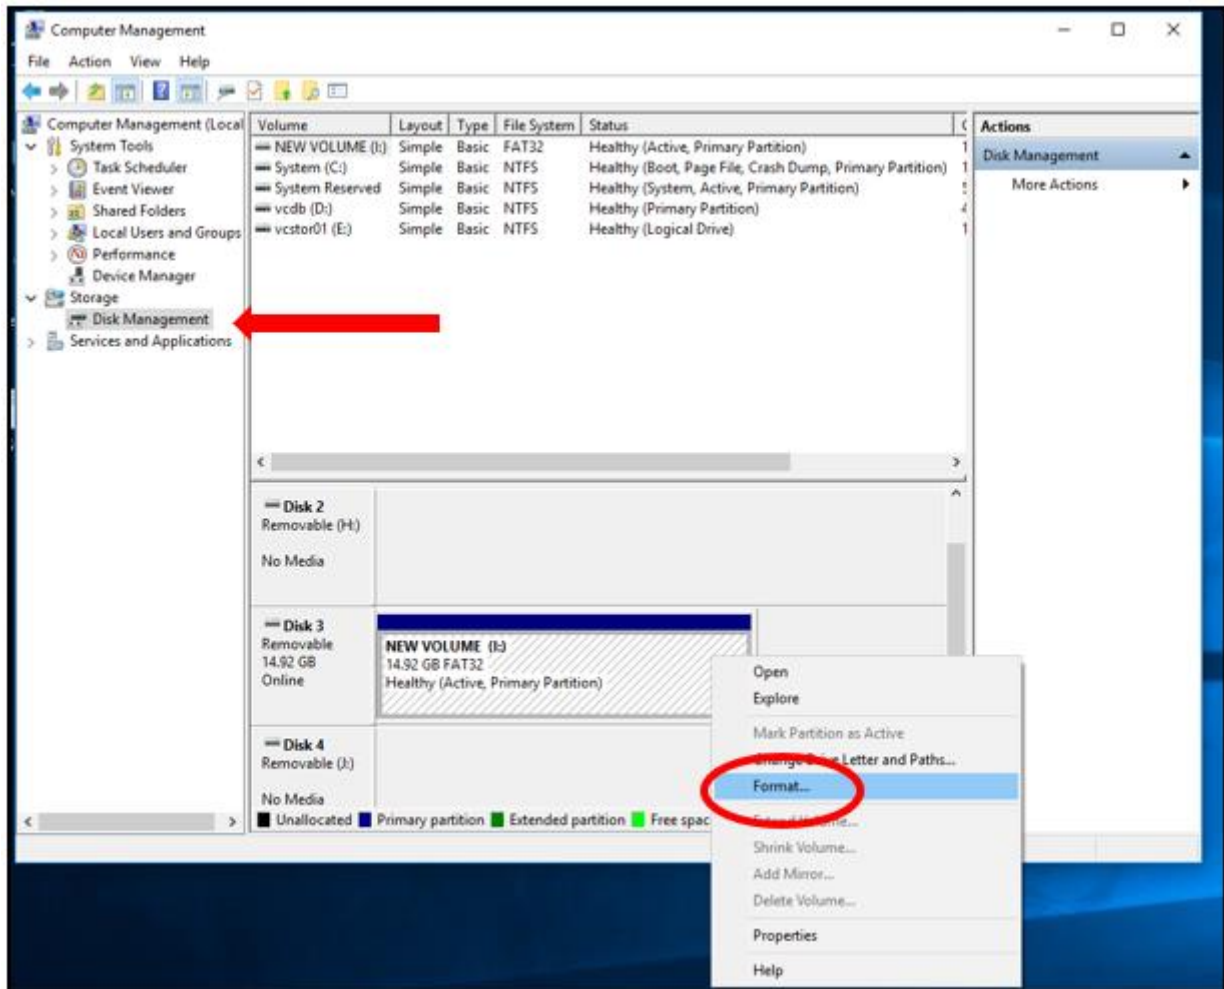 Computer Management
File Action View Help
Computer Management (Local
System Tools
Task Scheduler
Event Viewer
Shared Folders
Local Users and Groups
Performance
Device Manager
Storage
Disk Management
Services and Applications
Volume Layout Type File System Status
NEW VOLUME (I:) Simple Basic FAT32 Healthy (Active, Primary Partition)
System (C:) Simple Basic NTFS Healthy (Boot, Page File, Crash Dump, Primary Partition)
System Reserved Simple Basic NTFS Healthy (System, Active, Primary Partition)
vcdb (D:) Simple Basic NTFS Healthy (Primary Partition)
vcstor01 (E:) Simple Basic NTFS Healthy (Logical Drive)
Disk 2
Removable (H:)
No Media
Disk 3
Removable
14.92 GB
Online
NEW VOLUME (I:)
14.92 GB FAT32
Healthy (Active, Primary Partition)
Disk 4
Removable (J:)
No Media
Unallocated Primary partition Extended partition Free spac
Actions
Disk Management
More Actions
Open
Explore
Mark Partition as Active
Change Drive Letter and Paths...
Format...
Extend Volume...
Shrink Volume...
Add Mirror...
Delete Volume...
Properties
Help